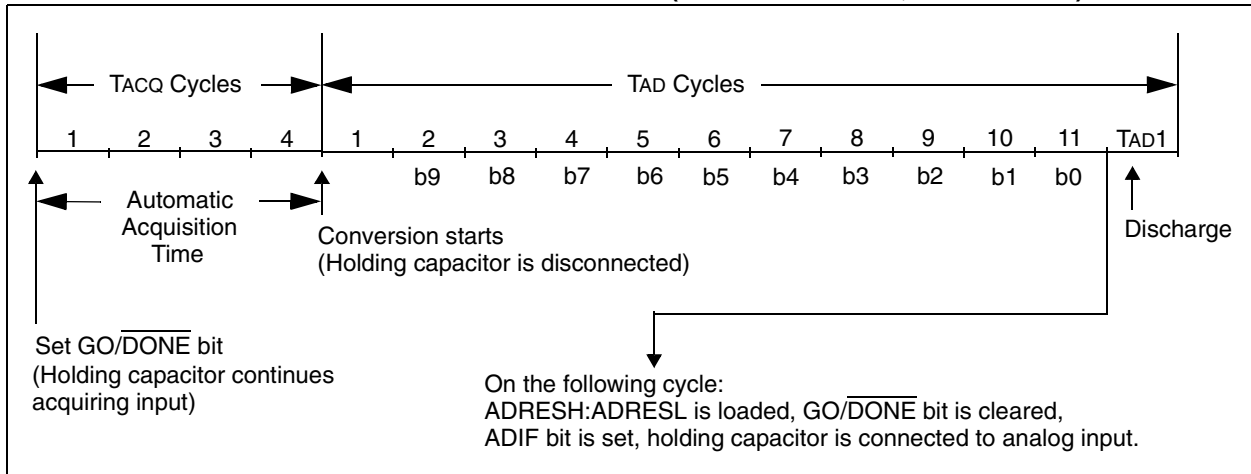 TACQ Cycles
TAD Cycles
1 2 3 4 1 2 3 4 5 6 7 8 9 10 11 TAD1
b9 b8 b7 b6 b5 b4 b3 b2 b1 b0
Automatic
Acquisition
Time
Conversion starts
(Holding capacitor is disconnected)
Discharge
Set GO/DONE bit
(Holding capacitor continues
acquiring input)
On the following cycle:
ADRESH:ADRESL is loaded, GO/DONE bit is cleared,
ADIF bit is set, holding capacitor is connected to analog input.